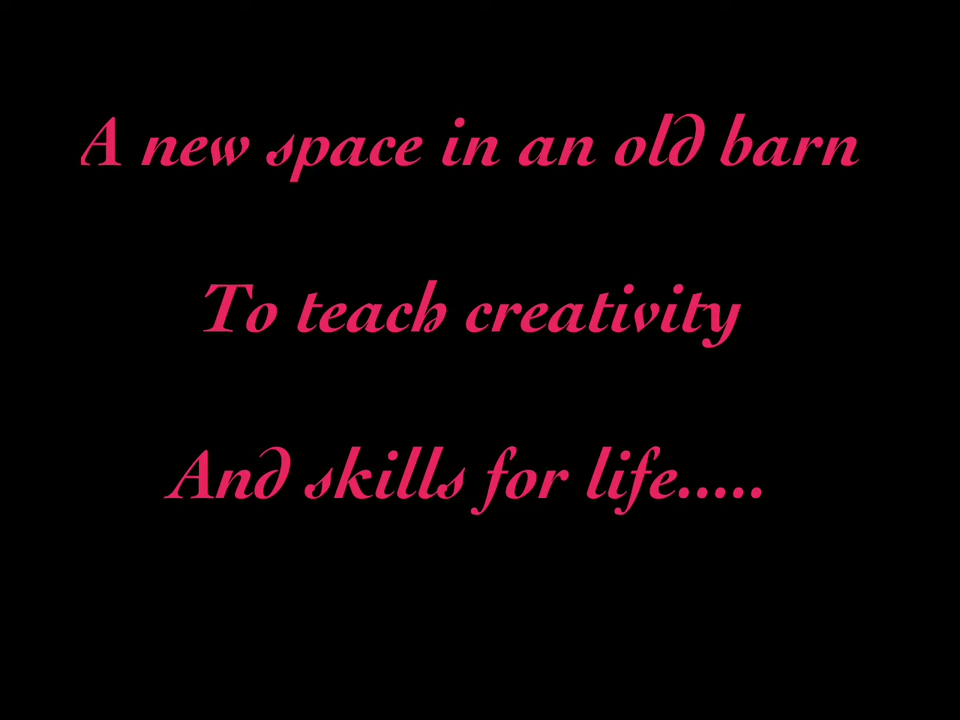 A new space in an old barn
To teach creativity
And skills for life.....